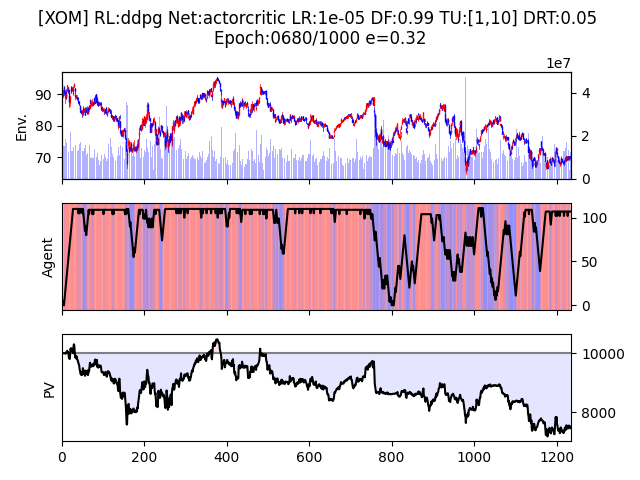 [XOM] RL:ddpg Net:actorcritic LR:1e-05 DF:0.99 TU:[1,10] DRT:0.05
Epoch:0680/1000 e=0.32
1e7
Env.
90
80
70
4
2
0
Agent
100
50
0
PV
10000
8000
0 200 400 600 800 1000 1200